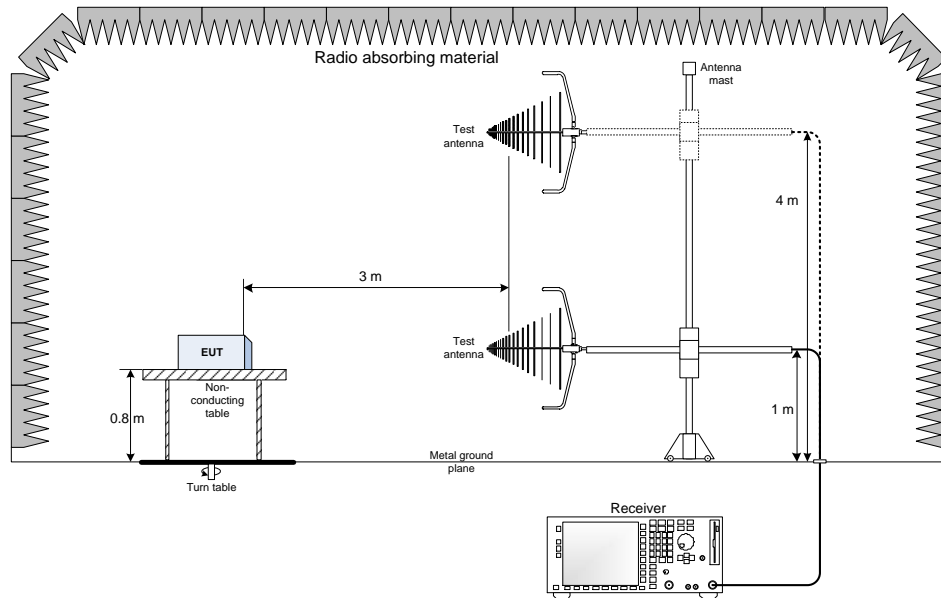 Radio absorbing material
Antenna
mast
Test
antenna
4 m
3 m
Test
antenna
EUT
Non-
conducting
table
0.8 m
1 m
Metal ground
plane
Turn table
Receiver